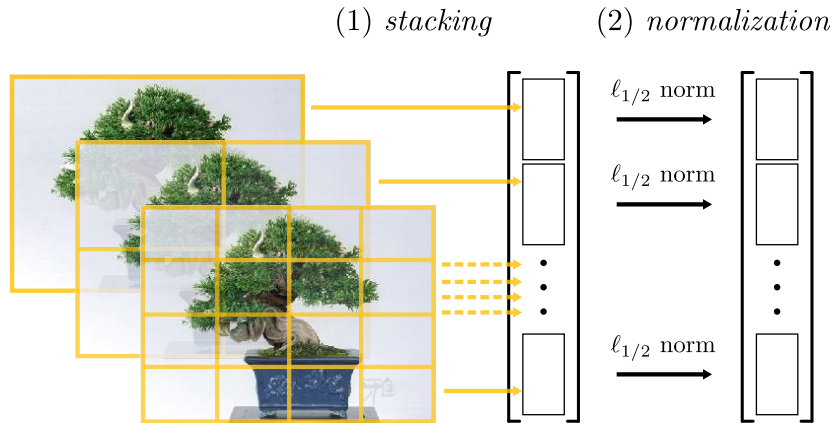 (1) stacking
(2) normalization
ℓ1/2 norm
ℓ1/2 norm
ℓ1/2 norm